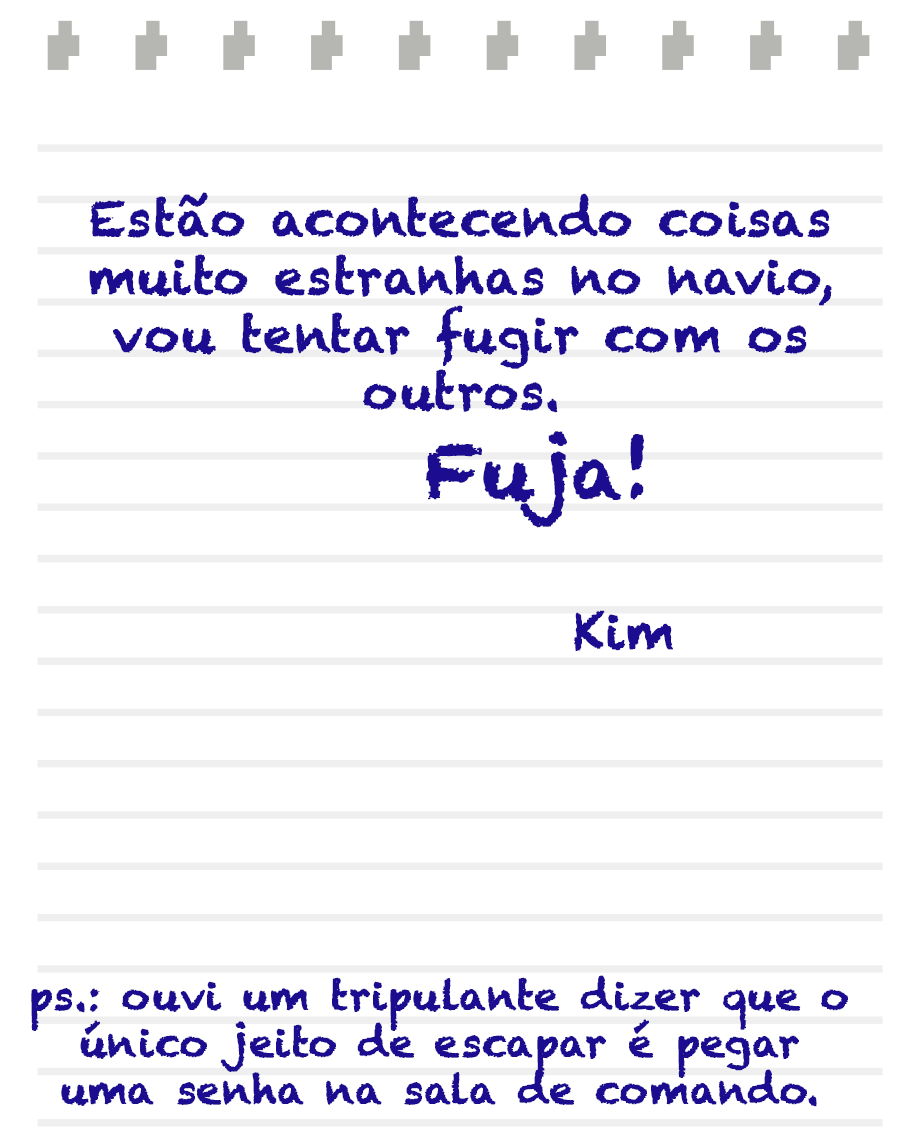 Estão acontecendo coisas
muito estranhas no navio,
vou tentar fugir com os
outros.
Fuja!
Kim
ps.: ouvi um tripulante dizer que o
único jeito de escapar é pegar
uma senha na sala de comando.